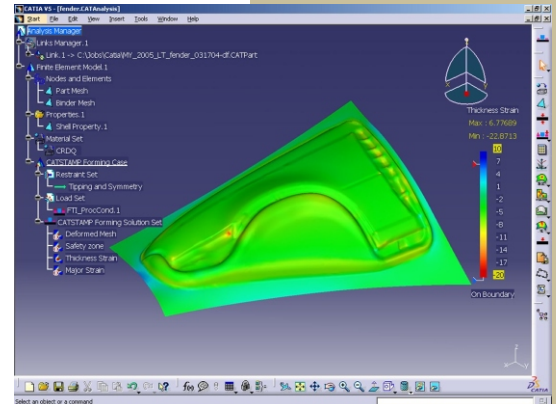 CATIA V5 - [fender.CATAnalysis]
Start File Edit View Insert Tools Window Help
Analysis Manager
Links Manager.1
Link.1 -> C:\Jobs\Catia\MY_2005_LT_fender_031704-df.CATPart
Finite Element Model.1
Nodes and Elements
Part Mesh
Binder Mesh
Properties.1
Shell Property.1
Material Set
CRDQ
CATSTAMP Forming Case
Restraint Set
Tipping and Symmetry
Load Set
FTI_ProcCond.1
CATSTAMP Forming Solution Set
Deformed Mesh
Safety zone
Thickness Strain
Major Strain
Thickness Strain
Max : 6.77689
Min : -22.8713
10
7
4
1
-2
-5
-8
-11
-14
-17
-20
On Boundary
f(x)
CATIA
Select an object or a command